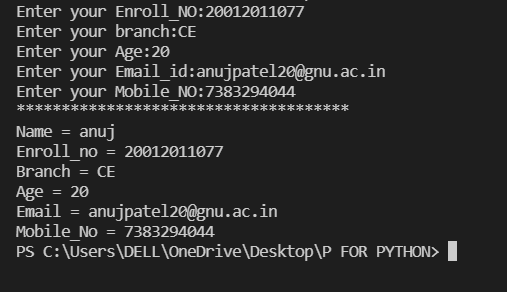 Enter your Enroll_NO:20012011077
Enter your branch:CE
Enter your Age:20
Enter your Email_id:anujpatel20@gnu.ac.in
Enter your Mobile_NO:7383294044
*************************************
Name = anuj
Enroll_no = 20012011077
Branch = CE
Age = 20
Email = anujpatel20@gnu.ac.in
Mobile_No = 7383294044
PS C:\Users\DELL\OneDrive\Desktop\P FOR PYTHON>